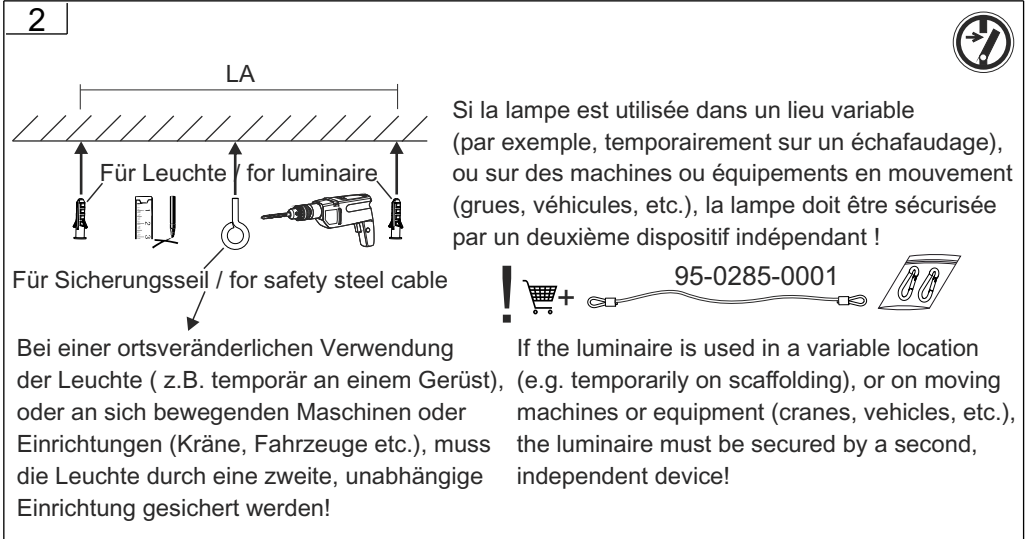 2
LA
Für Leuchte / for luminaire
Für Sicherungsseil / for safety steel cable
Bei einer ortsveränderlichen Verwendung
der Leuchte ( z.B. temporär an einem Gerüst),
oder an sich bewegenden Maschinen oder
Einrichtungen (Kräne, Fahrzeuge etc.), muss
die Leuchte durch eine zweite, unabhängige
Einrichtung gesichert werden!
Si la lampe est utilisée dans un lieu variable
(par exemple, temporairement sur un échafaudage),
ou sur des machines ou équipements en mouvement
(grues, véhicules, etc.), la lampe doit être sécurisée
par un deuxième dispositif indépendant !
! +
95-0285-0001
If the luminaire is used in a variable location
(e.g. temporarily on scaffolding), or on moving
machines or equipment (cranes, vehicles, etc.),
the luminaire must be secured by a second,
independent device!